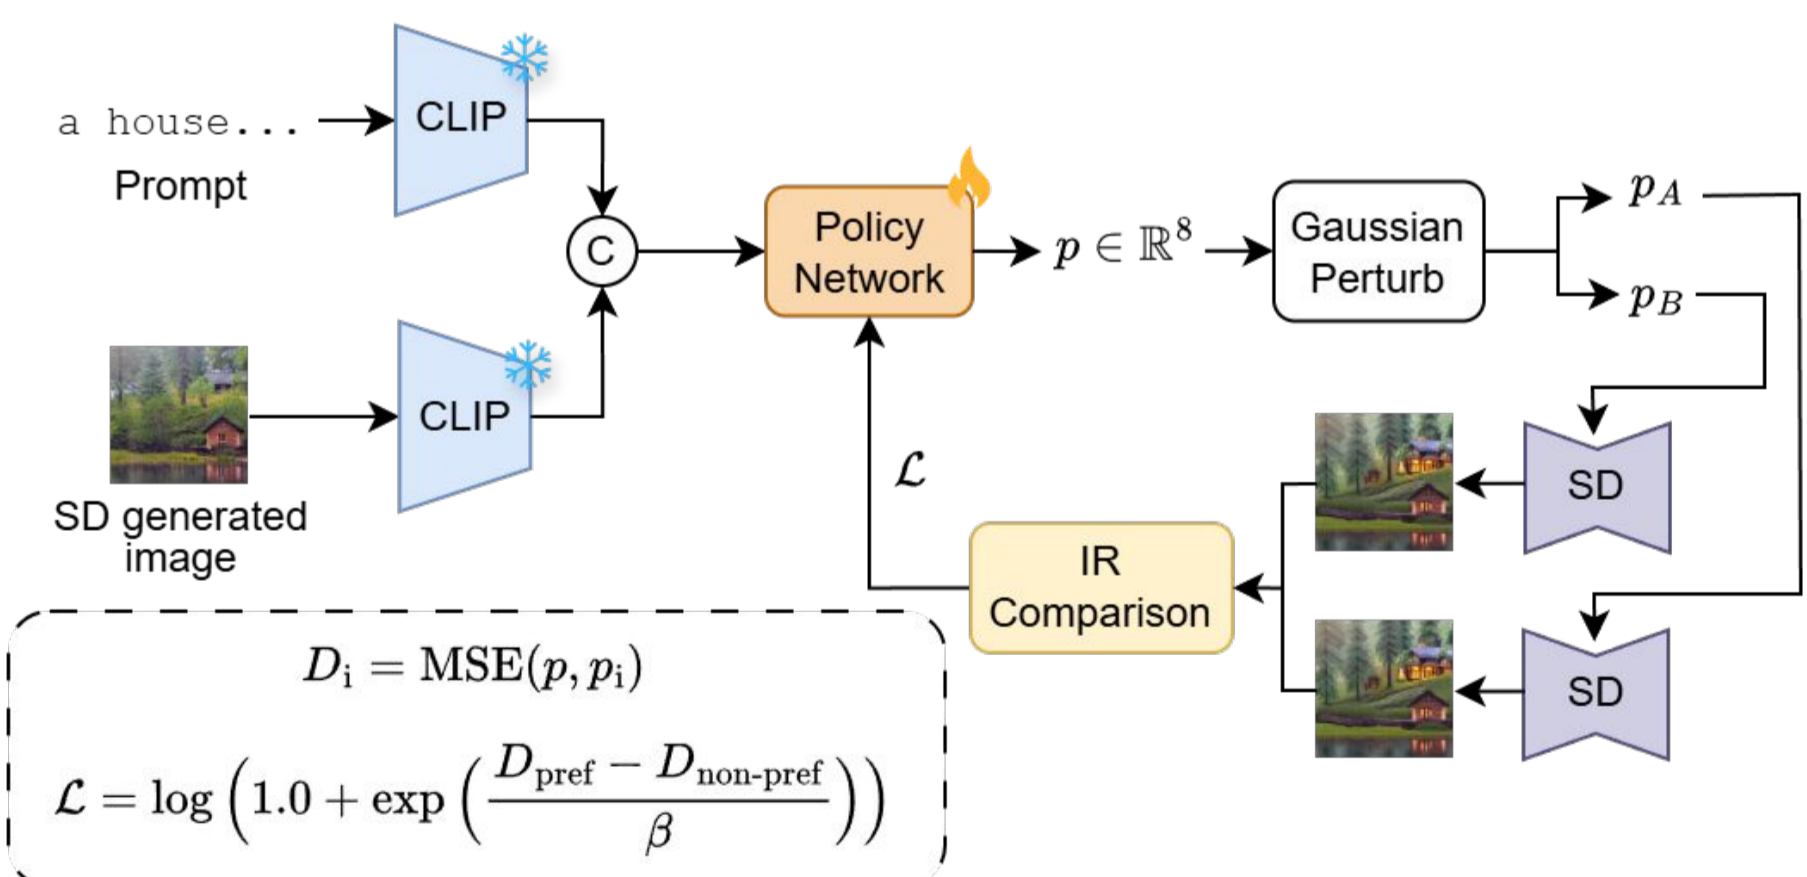 a house...
Prompt
CLIP
SD generated
image
CLIP
C
Policy
Network
p ∈ ℝ⁸
Gaussian
Perturb
p_A
p_B
SD
SD
IR
Comparison
ℒ
D_i = MSE(p, p_i)
ℒ = log(1.0 + exp((D_pref − D_non-pref)/β))